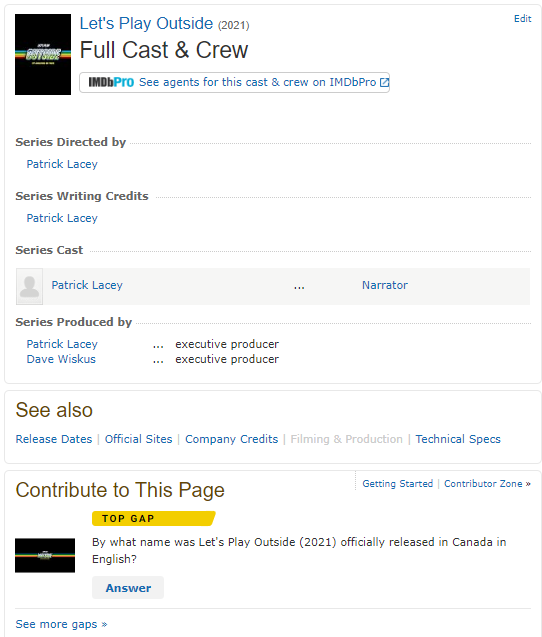 Let's Play Outside (2021)
Edit
Full Cast & Crew
IMDbPro See agents for this cast & crew on IMDbPro
Series Directed by
Patrick Lacey
Series Writing Credits
Patrick Lacey
Series Cast
Patrick Lacey ... Narrator
Series Produced by
Patrick Lacey ... executive producer
Dave Wiskus ... executive producer
See also
Release Dates | Official Sites | Company Credits | Filming & Production | Technical Specs
Contribute to This Page
Getting Started | Contributor Zone »
TOP GAP
By what name was Let's Play Outside (2021) officially released in Canada in
English?
Answer
See more gaps »